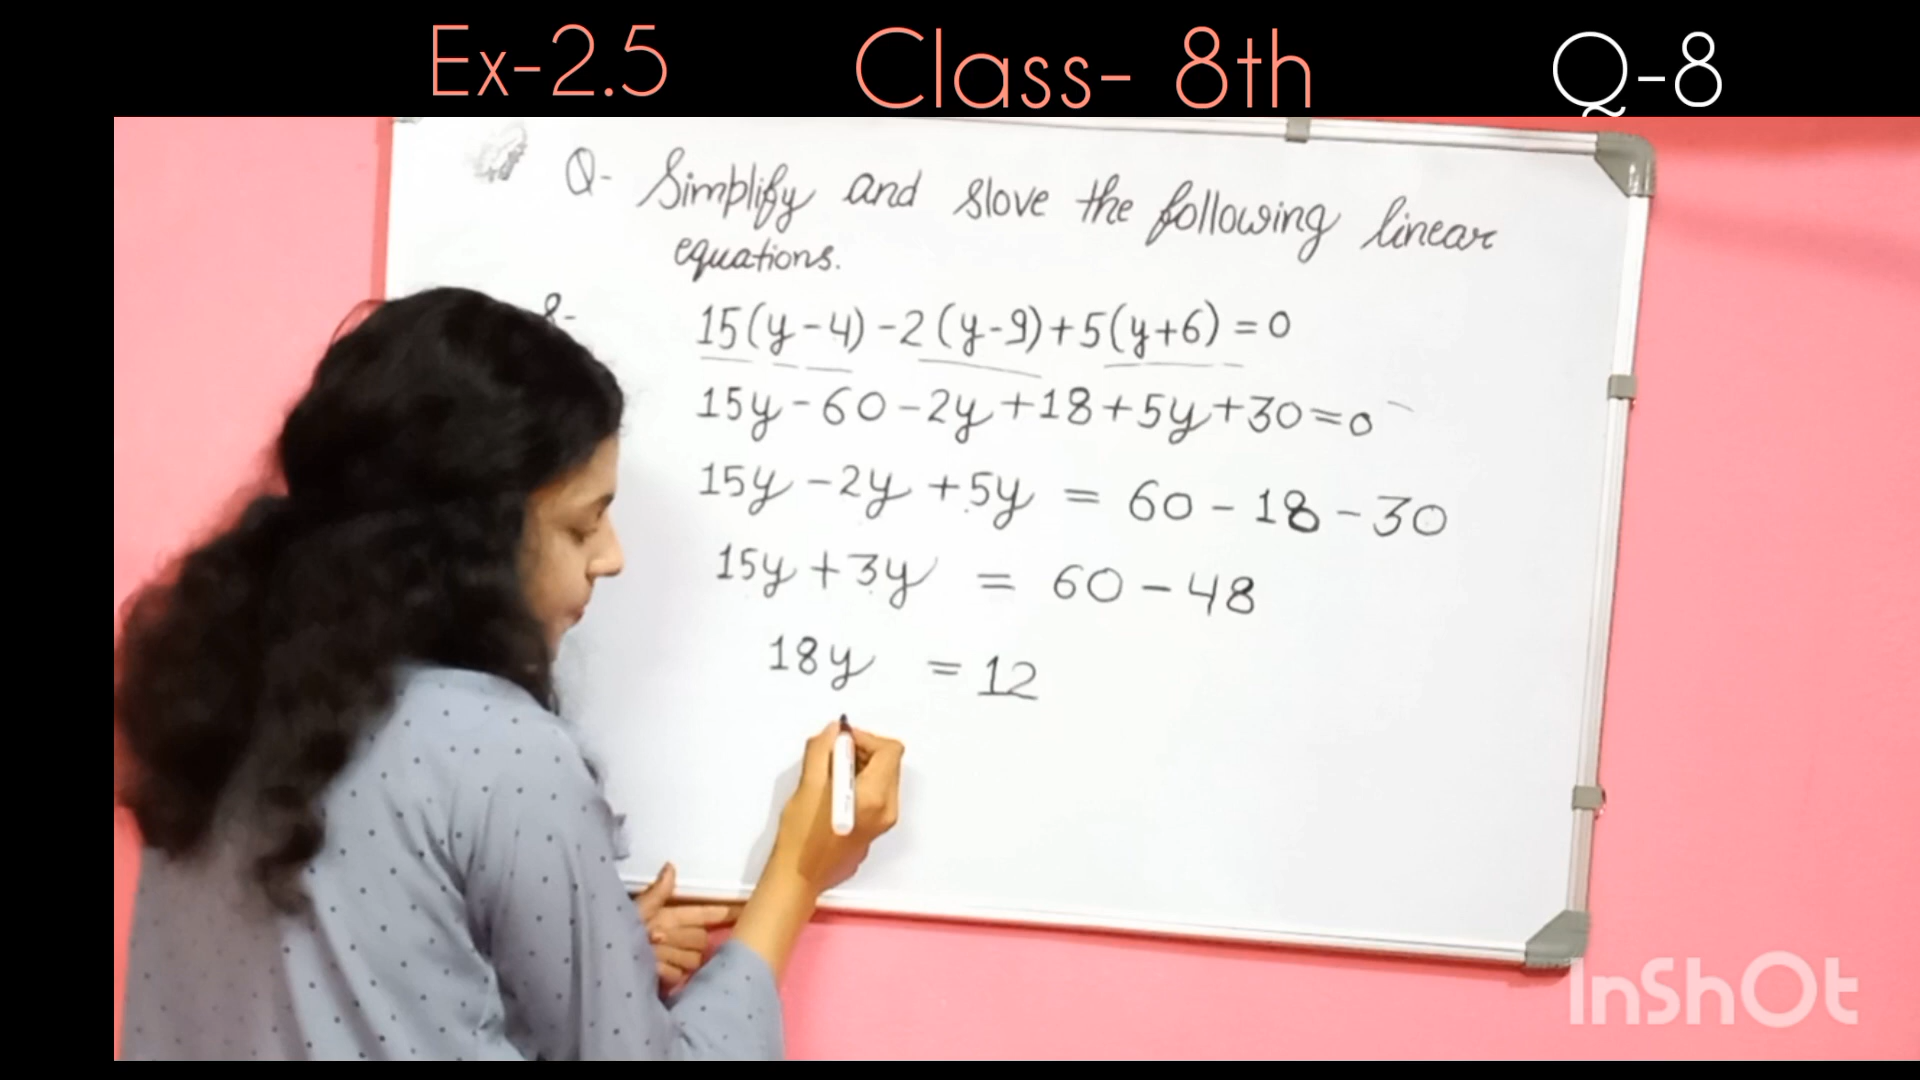 Ex-2.5 Class- 8th Q-8
Q- Simplify and slove the following linear
equations.
8-
15(y-4)-2(y-9)+5(y+6)=0
15y-60-2y+18+5y+30=0
15y-2y+5y = 60-18-30
15y+3y = 60-48
18y = 12
InShOt